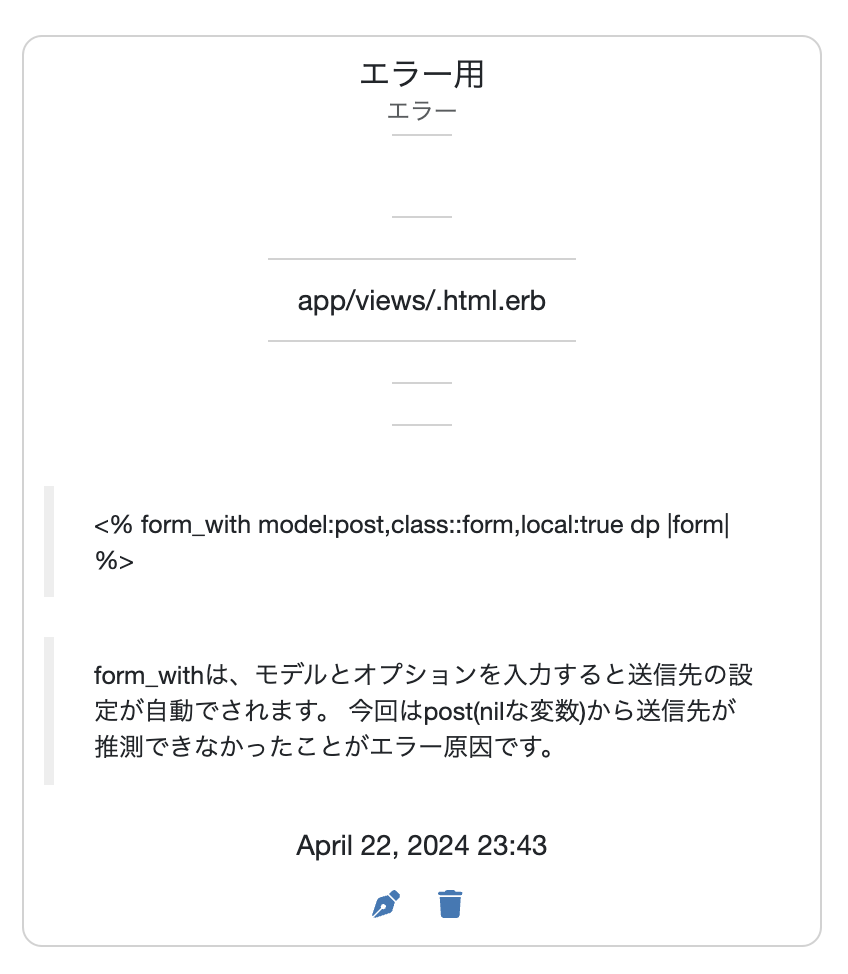 エラー用
エラー
app/views/.html.erb
<% form_with model:post,class::form,local:true dp |form|
%>
form_withは、モデルとオプションを入力すると送信先の設
定が自動でされます。 今回はpost(nilな変数)から送信先が
推測できなかったことがエラー原因です。
April 22, 2024 23:43